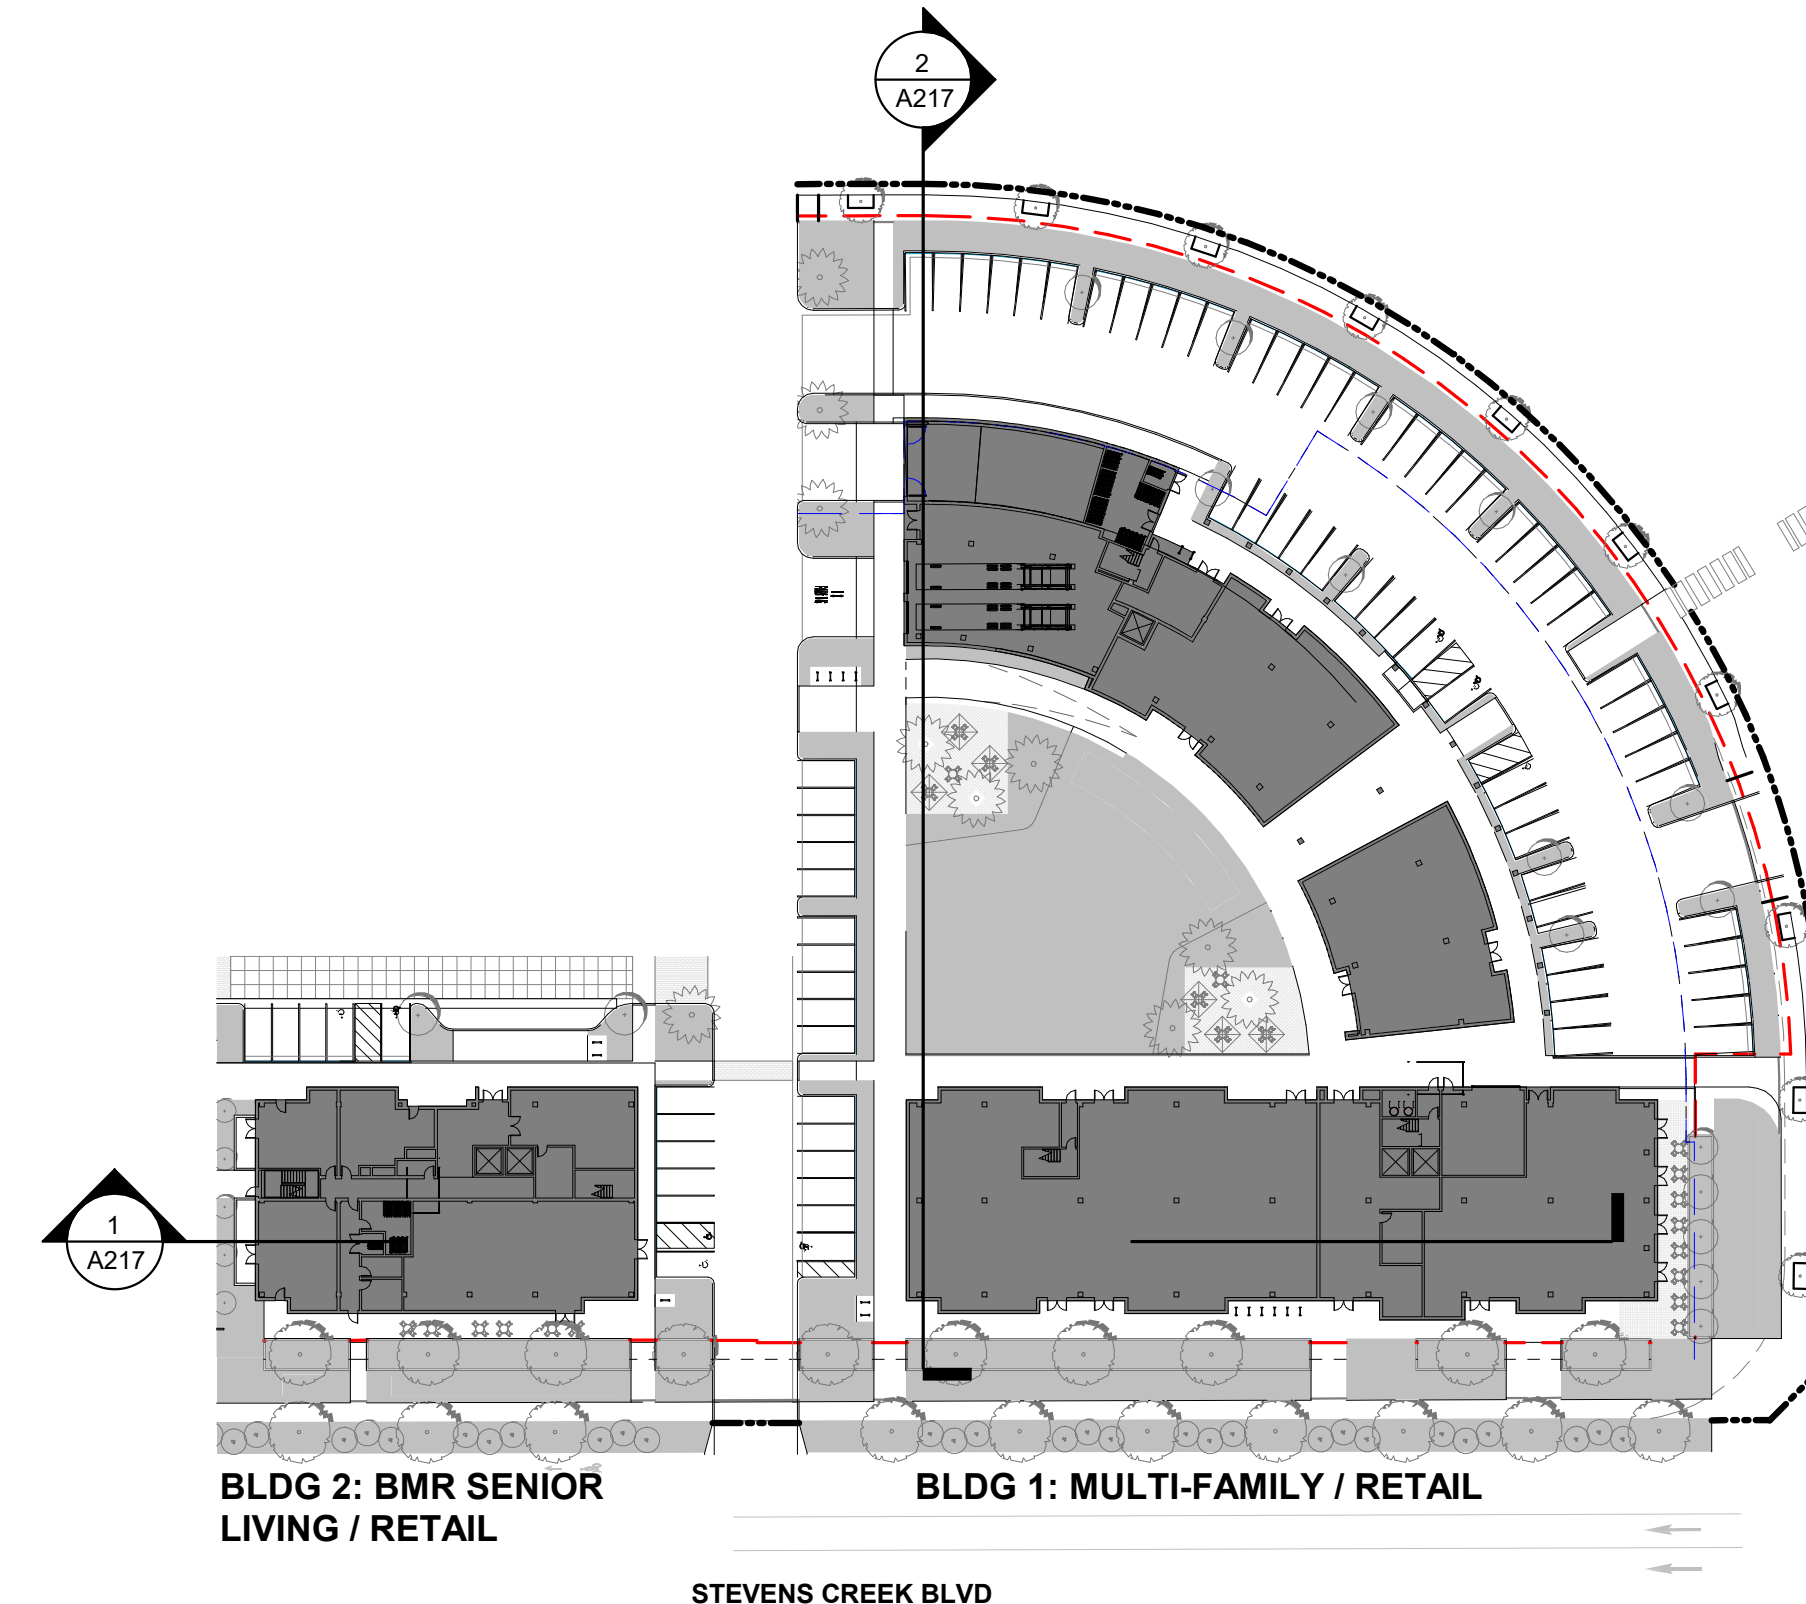 2
A217
1
A217
BLDG 2: BMR SENIOR
LIVING / RETAIL
BLDG 1: MULTI-FAMILY / RETAIL
STEVENS CREEK BLVD